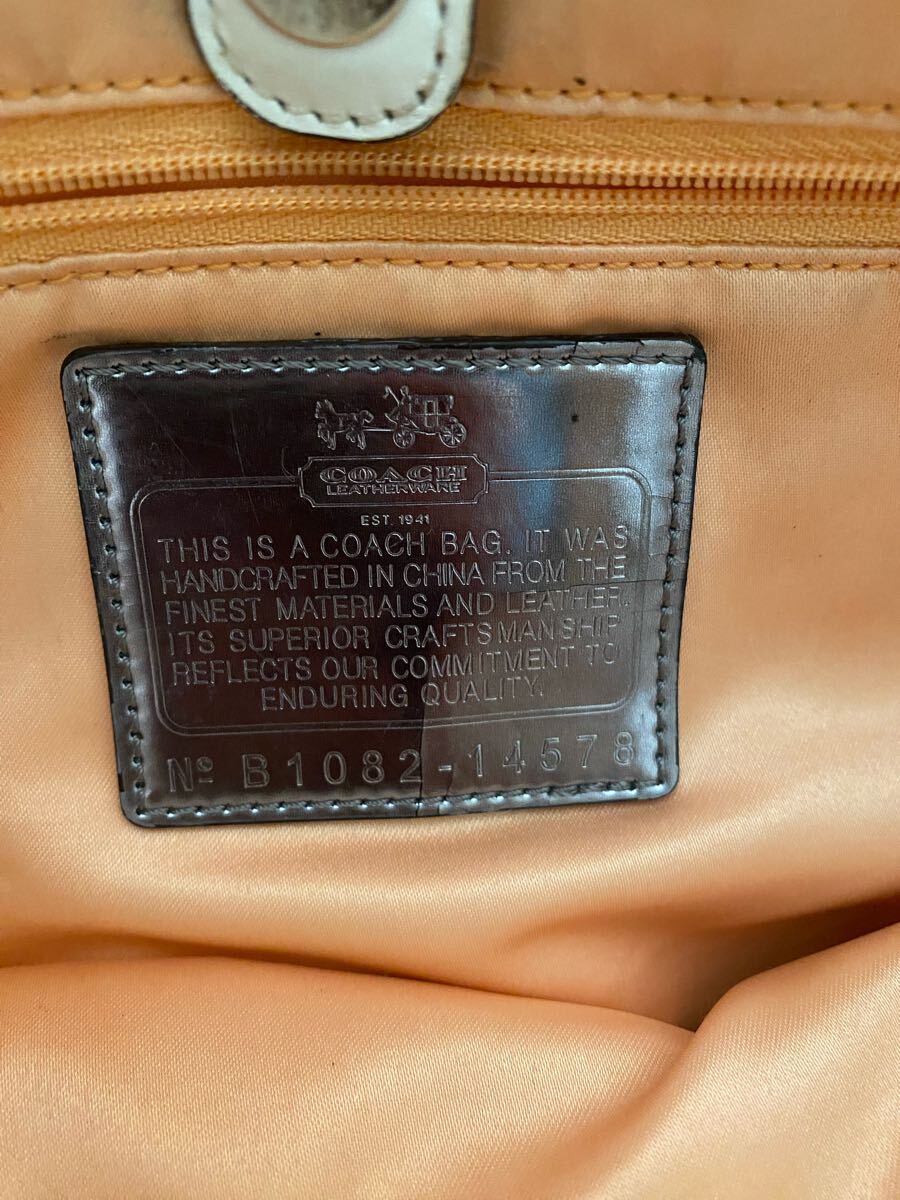 COACH
LEATHERWARE
EST. 1941
THIS IS A COACH BAG. IT WAS
HANDCRAFTED IN CHINA FROM THE
FINEST MATERIALS AND LEATHER.
ITS SUPERIOR CRAFTSMANSHIP
REFLECTS OUR COMMITMENT TO
ENDURING QUALITY.
Nº B1082-14578